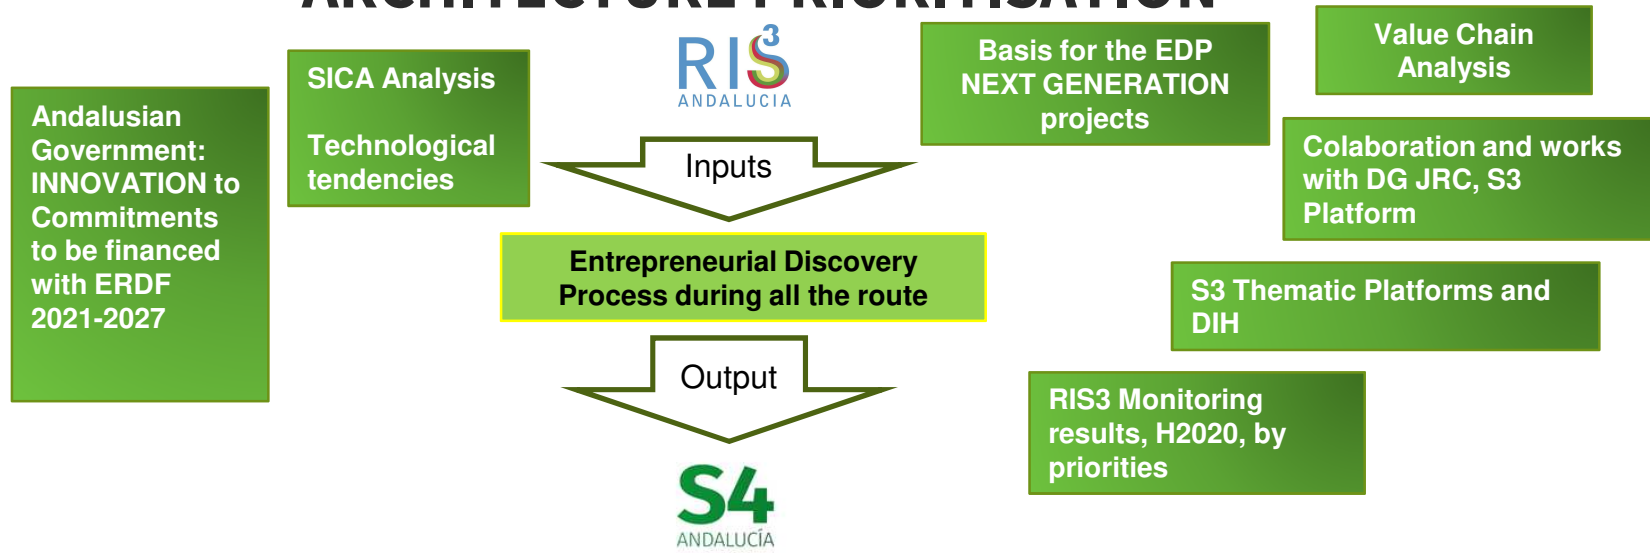 ARCHITECTURE PRIORITISATION
Andalusian
Government:
INNOVATION to
Commitments
to be financed
with ERDF
2021-2027
SICA Analysis
Technological
tendencies
RIS3
ANDALUCIA
Inputs
Entrepreneurial Discovery
Process during all the route
Output
S4
ANDALUCÍA
Basis for the EDP
NEXT GENERATION
projects
Value Chain
Analysis
Colaboration and works
with DG JRC, S3
Platform
S3 Thematic Platforms and
DIH
RIS3 Monitoring
results, H2020, by
priorities